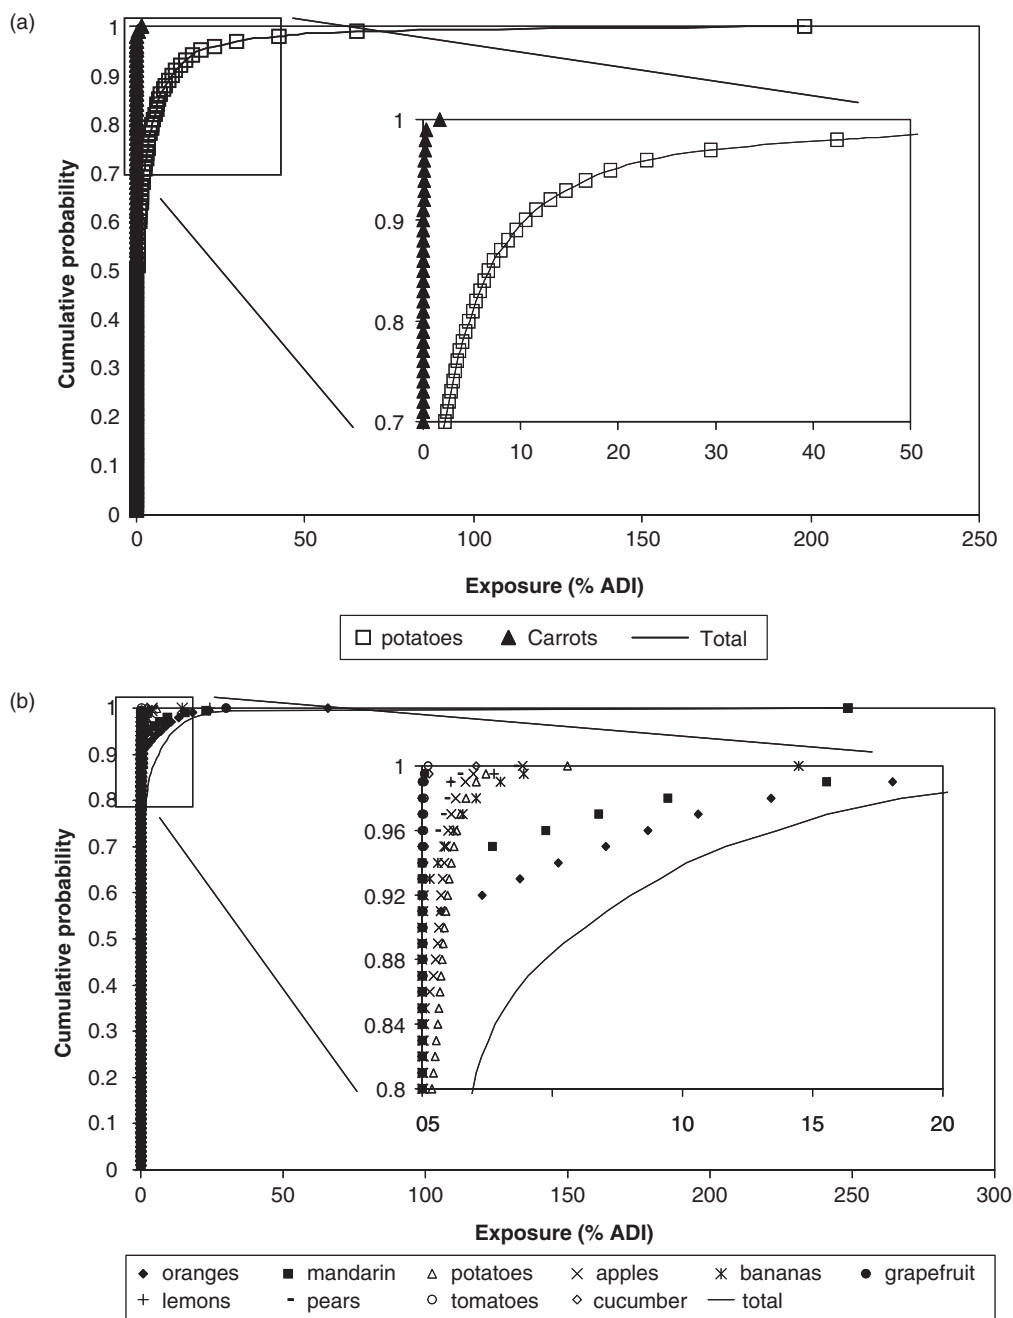 (a)
1
0.9
0.8
0.7
0.6
0.5
0.4
0.3
0.2
0.1
0
Cumulative probability
1
0.9
0.8
0.7
0 10 20 30 40 50
0 50 100 150 200 250
Exposure (% ADI)
potatoes Carrots Total
(b)
1
0.9
0.8
0.7
0.6
0.5
0.4
0.3
0.2
0.1
0
Cumulative probability
1
0.96
0.92
0.88
0.84
0.8
05 10 15 20
0 50 100 150 200 250 300
Exposure (% ADI)
oranges mandarin potatoes apples bananas grapefruit
lemons pears tomatoes cucumber total